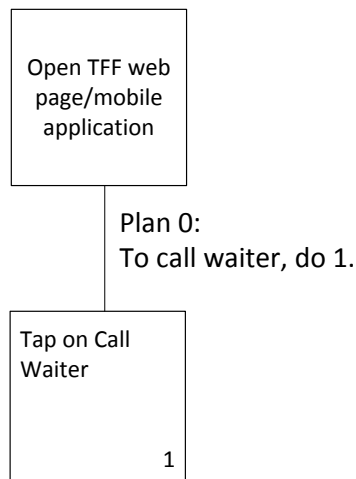 Open TFF web
page/mobile
application
Plan 0:
To call waiter, do 1.
Tap on Call
Waiter
1